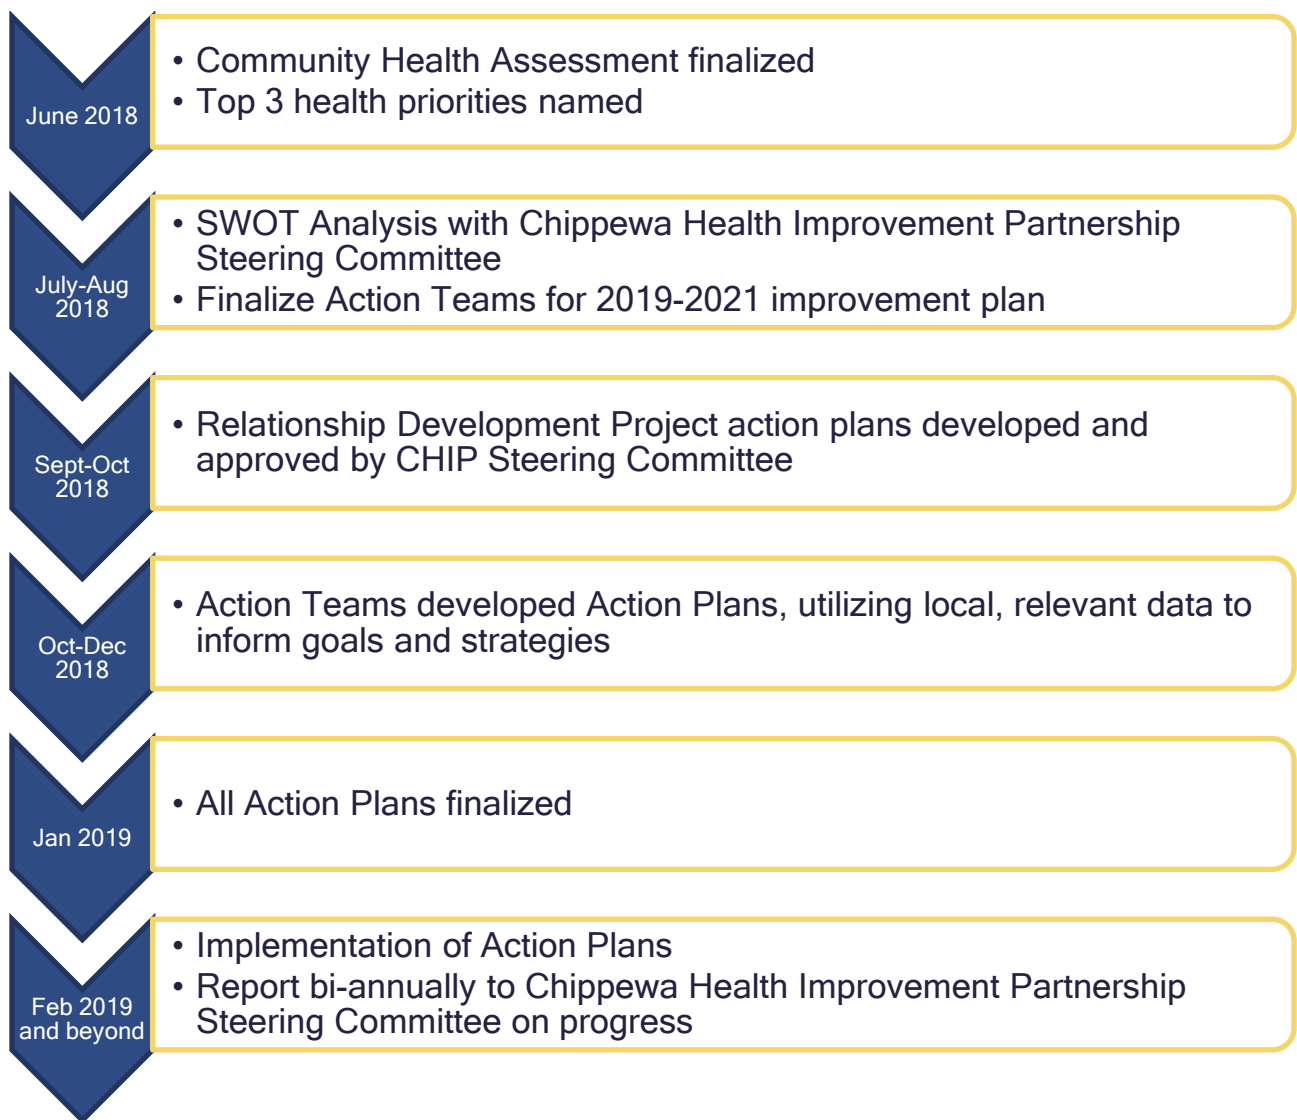 June 2018
• Community Health Assessment finalized
• Top 3 health priorities named
July-Aug
2018
• SWOT Analysis with Chippewa Health Improvement Partnership
Steering Committee
• Finalize Action Teams for 2019-2021 improvement plan
Sept-Oct
2018
• Relationship Development Project action plans developed and
approved by CHIP Steering Committee
Oct-Dec
2018
• Action Teams developed Action Plans, utilizing local, relevant data to
inform goals and strategies
Jan 2019
• All Action Plans finalized
Feb 2019
and beyond
• Implementation of Action Plans
• Report bi-annually to Chippewa Health Improvement Partnership
Steering Committee on progress